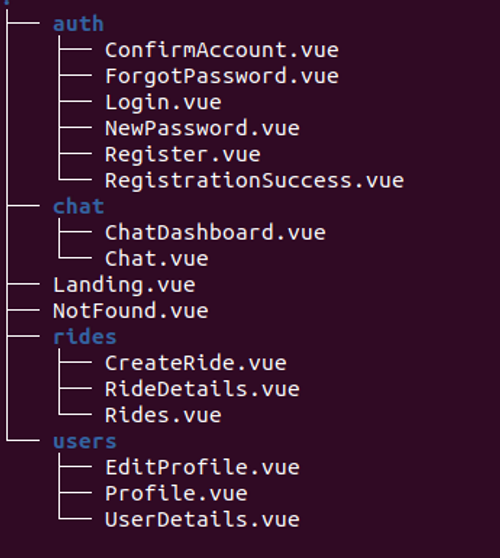 .
├── auth
│   ├── ConfirmAccount.vue
│   ├── ForgotPassword.vue
│   ├── Login.vue
│   ├── NewPassword.vue
│   ├── Register.vue
│   └── RegistrationSuccess.vue
├── chat
│   ├── ChatDashboard.vue
│   └── Chat.vue
├── Landing.vue
├── NotFound.vue
├── rides
│   ├── CreateRide.vue
│   ├── RideDetails.vue
│   └── Rides.vue
└── users
    ├── EditProfile.vue
    ├── Profile.vue
    └── UserDetails.vue